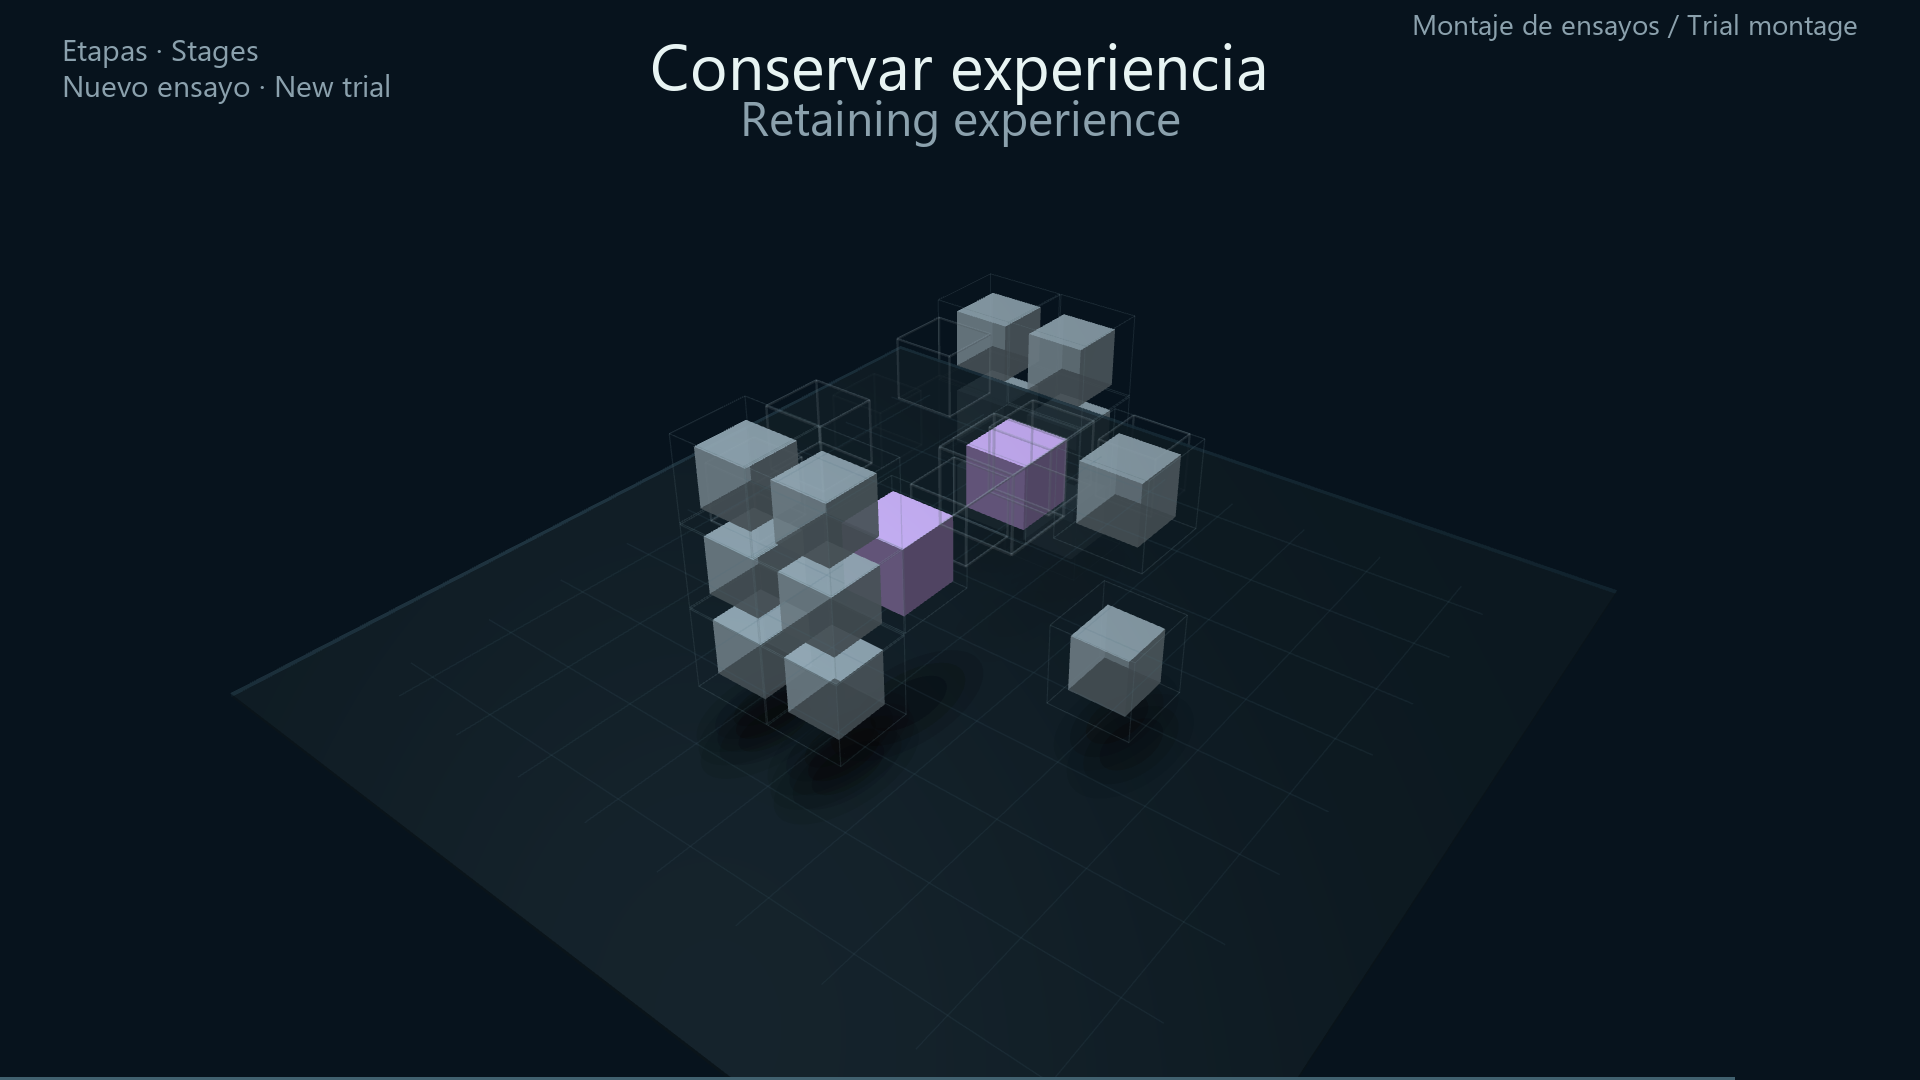 Etapas · Stages
Nuevo ensayo · New trial
Conservar experiencia
Retaining experience
Montaje de ensayos / Trial montage